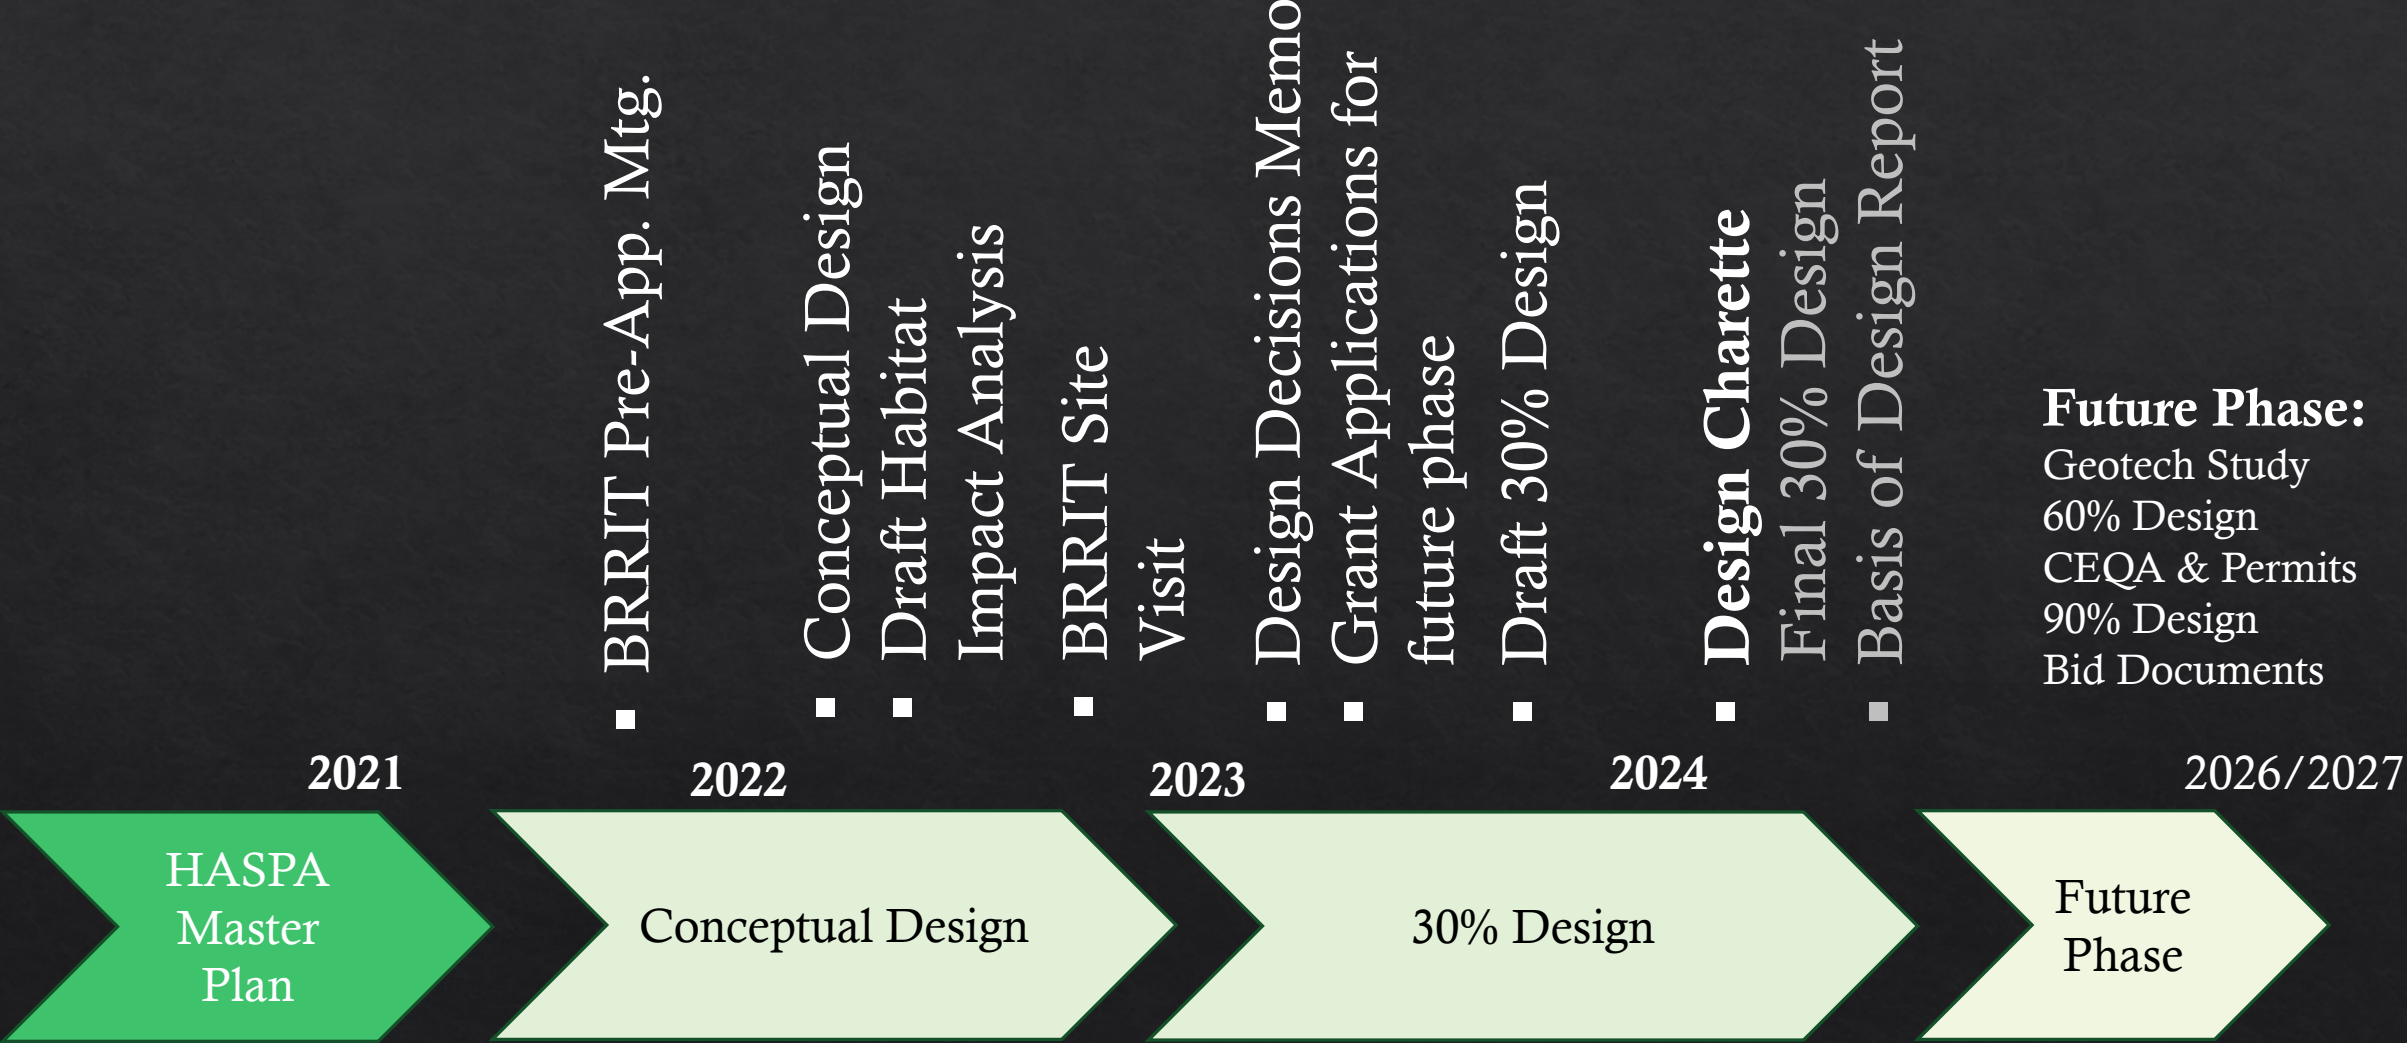 BRRIT Pre-App. Mtg.
Conceptual Design
Draft Habitat
Impact Analysis
BRRIT Site
Visit
Design Decisions Memo
Grant Applications for
future phase
Draft 30% Design
Design Charette
Final 30% Design
Basis of Design Report
Future Phase:
Geotech Study
60% Design
CEQA & Permits
90% Design
Bid Documents
2021
2022
2023
2024
2026/2027
HASPA
Master
Plan
Conceptual Design
30% Design
Future
Phase